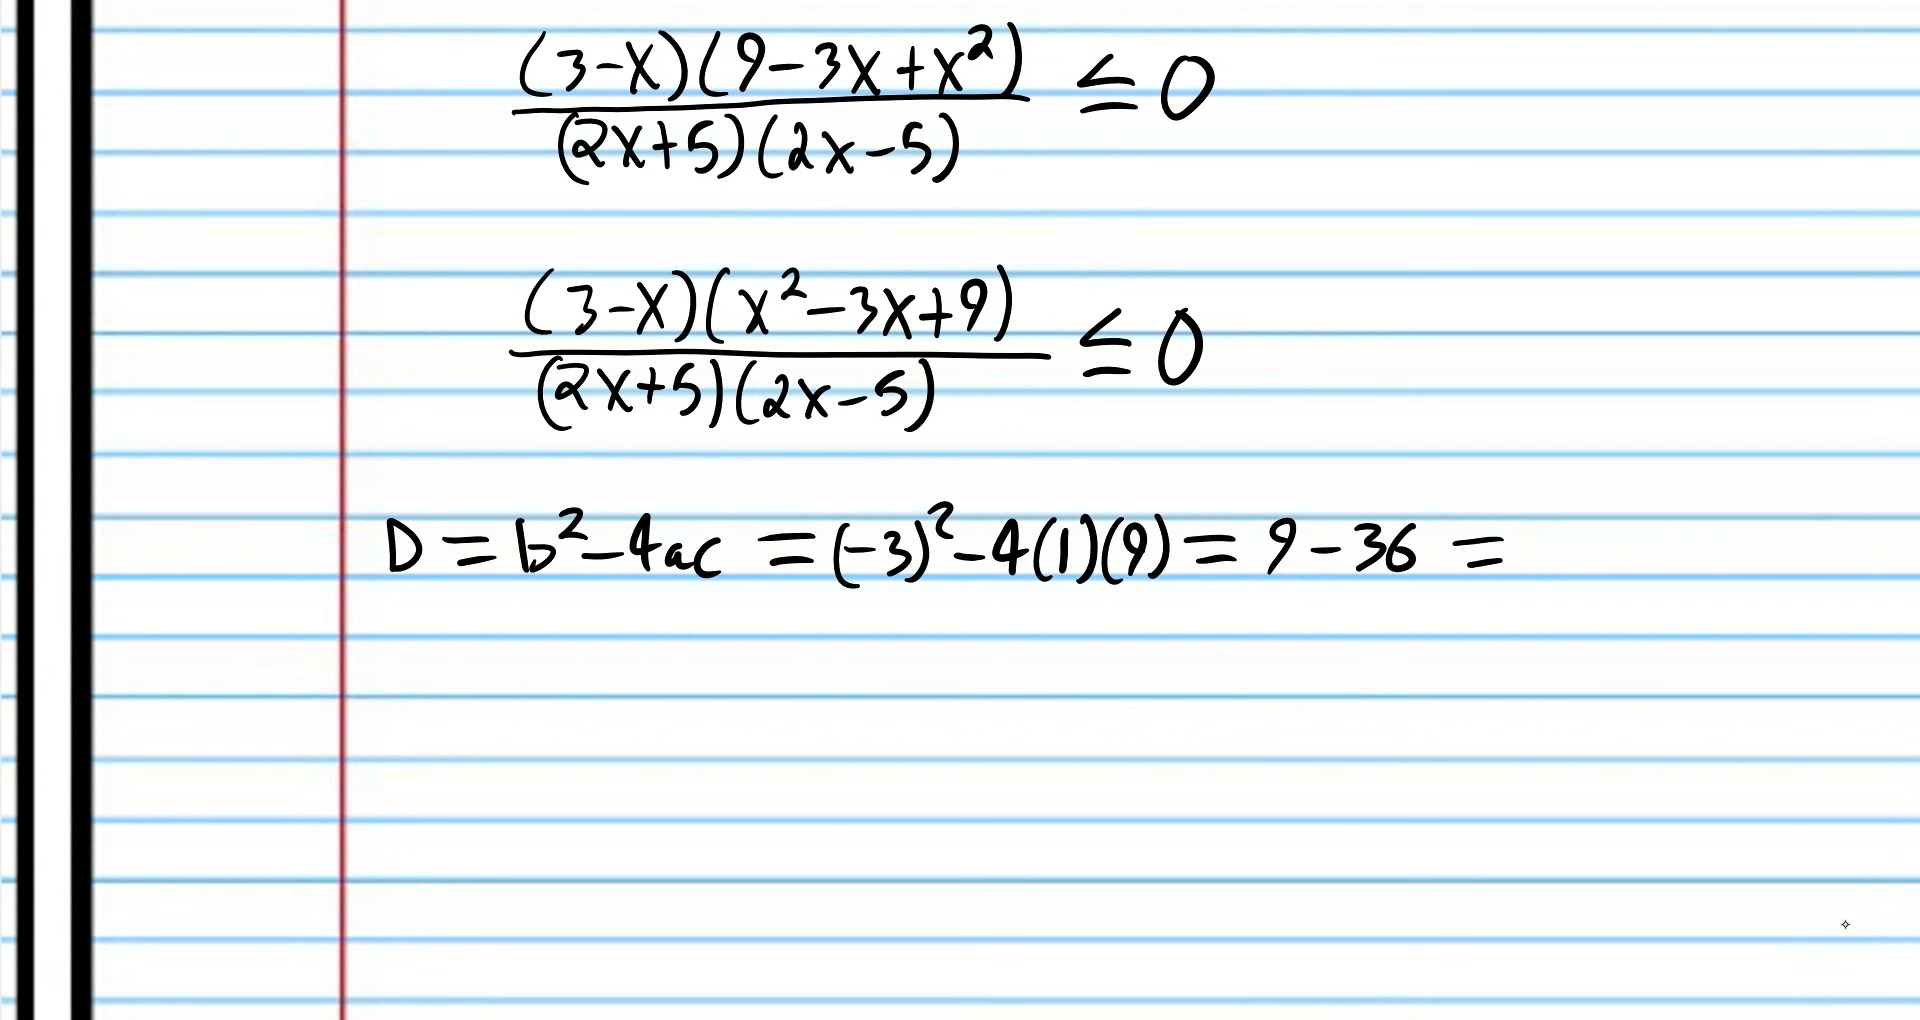 (3-x)(9-3x+x²)
/ (2x+5)(2x-5) ≤ 0
(3-x)(x²-3x+9)
/ (2x+5)(2x-5) ≤ 0
D = b²-4ac = (-3)²-4(1)(9) = 9-36 =